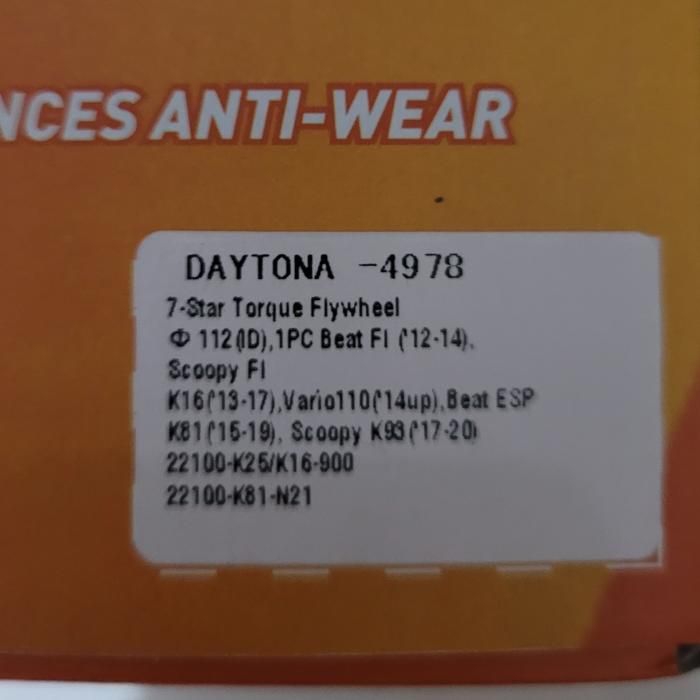 NCES ANTI-WEAR
DAYTONA -4978
7-Star Torque Flywheel
Φ 112(ID),1PC Beat FI ('12-14),
Scoopy FI
K16('13-17),Vario110('14up),Beat ESP
K81('15-19), Scoopy K93('17-20)
22100-K25/K16-900
22100-K81-N21